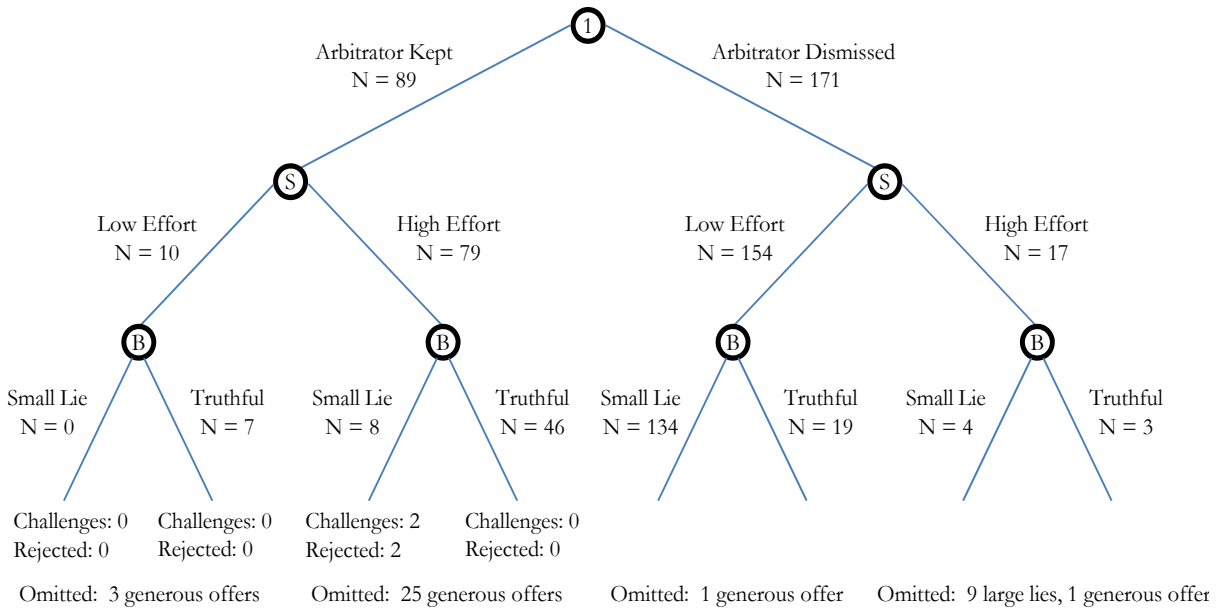 1
Arbitrator Kept
N = 89
Arbitrator Dismissed
N = 171
S
S
Low Effort
N = 10
High Effort
N = 79
Low Effort
N = 154
High Effort
N = 17
B
B
B
B
Small Lie
N = 0
Truthful
N = 7
Small Lie
N = 8
Truthful
N = 46
Small Lie
N = 134
Truthful
N = 19
Small Lie
N = 4
Truthful
N = 3
Challenges: 0
Rejected: 0
Challenges: 0
Rejected: 0
Challenges: 2
Rejected: 2
Challenges: 0
Rejected: 0
Omitted: 3 generous offers
Omitted: 25 generous offers
Omitted: 1 generous offer
Omitted: 9 large lies, 1 generous offer